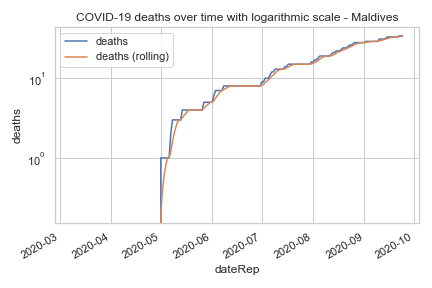 COVID-19 deaths over time with logarithmic scale - Maldives
deaths
deaths (rolling)
10¹
10⁰
deaths
2020-03
2020-04
2020-05
2020-06
2020-07
2020-08
2020-09
2020-10
dateRep